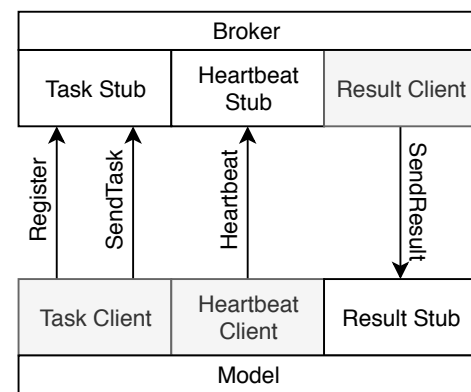 Broker
Task Stub
Heartbeat
Stub
Result Client
Register
SendTask
Heartbeat
SendResult
Task Client
Heartbeat
Client
Result Stub
Model